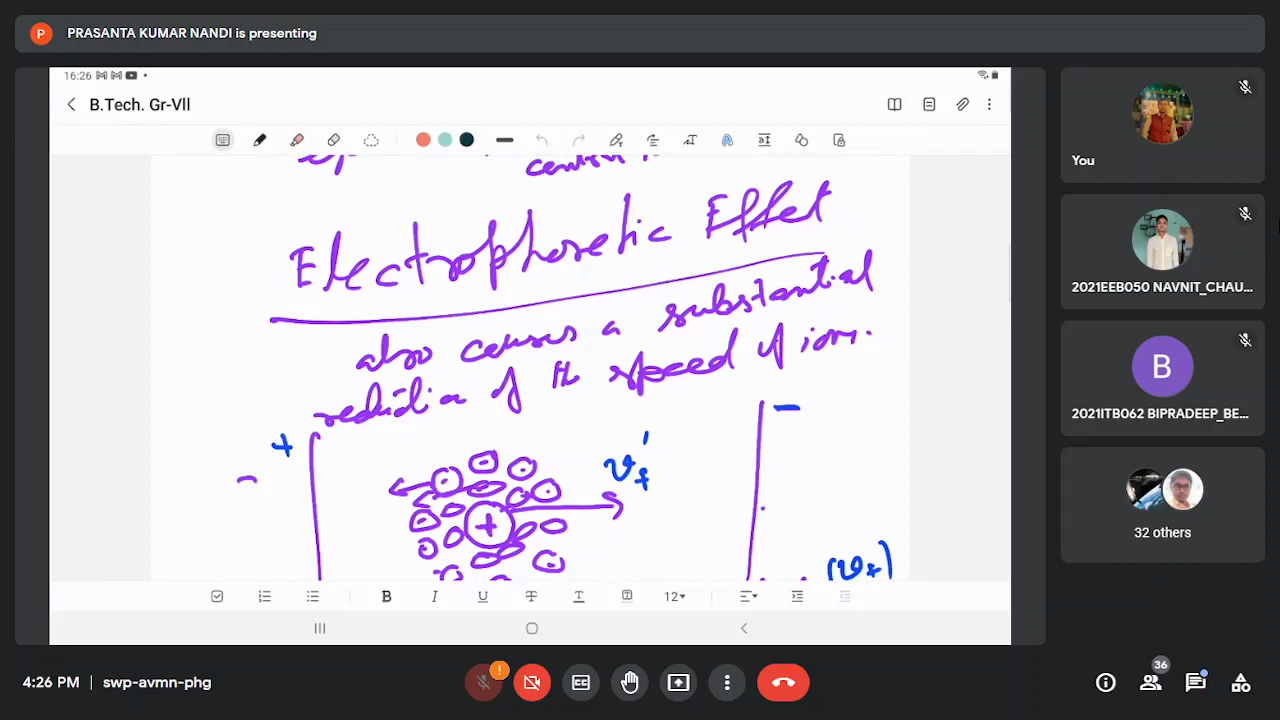 P
PRASANTA KUMAR NANDI is presenting
16:26
B.Tech. Gr-VII
Electrophoretic Effect
also causes a substantial
reduction of the speed of ions.
+
−
−
v+'
+
(v+)
B I U T T 12
You
2021EEB050 NAVNIT_CHAU...
B
2021ITB062 BIPRADEEP_BE...
32 others
4:26 PM | swp-avmn-phg
!
36